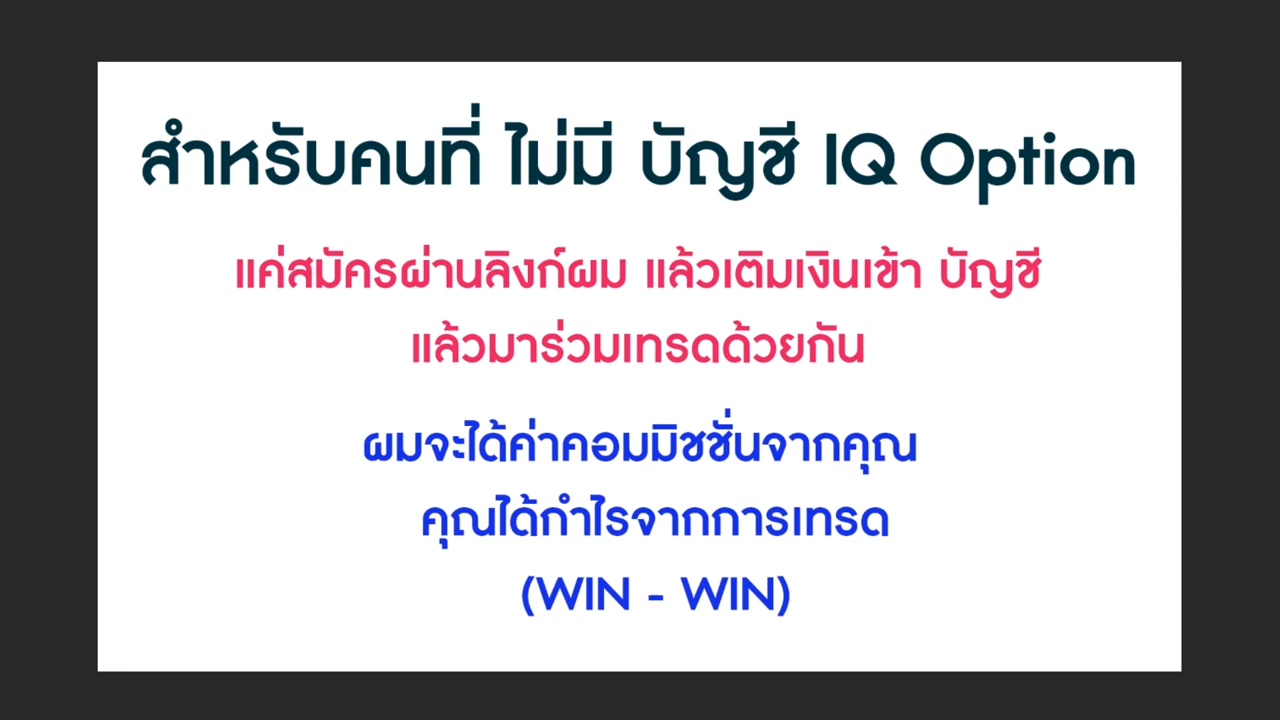 สำหรับคนที่ ไม่มี บัญชี IQ Option
แค่สมัครผ่านลิงก์ผม แล้วเติมเงินเข้า บัญชี
แล้วมาร่วมเทรดด้วยกัน
ผมจะได้ค่าคอมมิชชั่นจากคุณ
คุณได้กำไรจากการเทรด
(WIN - WIN)